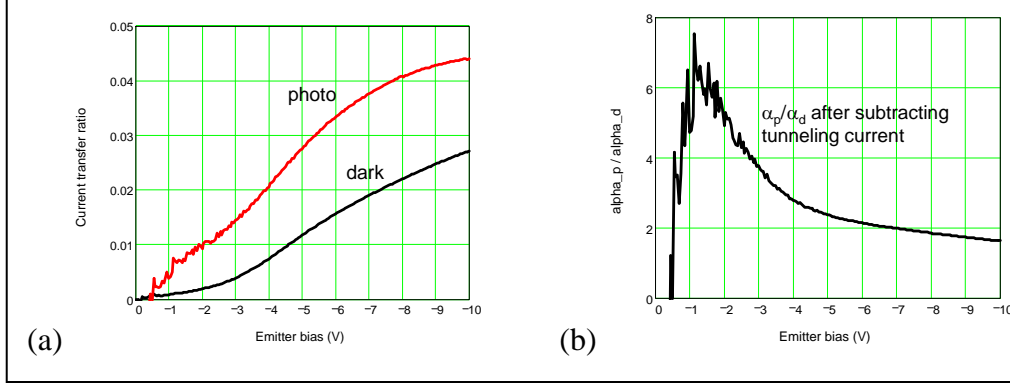 0.05
0.04
0.03
0.02
0.01
0
Current transfer ratio
photo
dark
0 −1 −2 −3 −4 −5 −6 −7 −8 −9 −10
Emitter bias (V)
(a)
8
6
4
2
0
alpha_p / alpha_d
αp/αd after subtracting
tunneling current
0 −1 −2 −3 −4 −5 −6 −7 −8 −9 −10
Emitter bias (V)
(b)